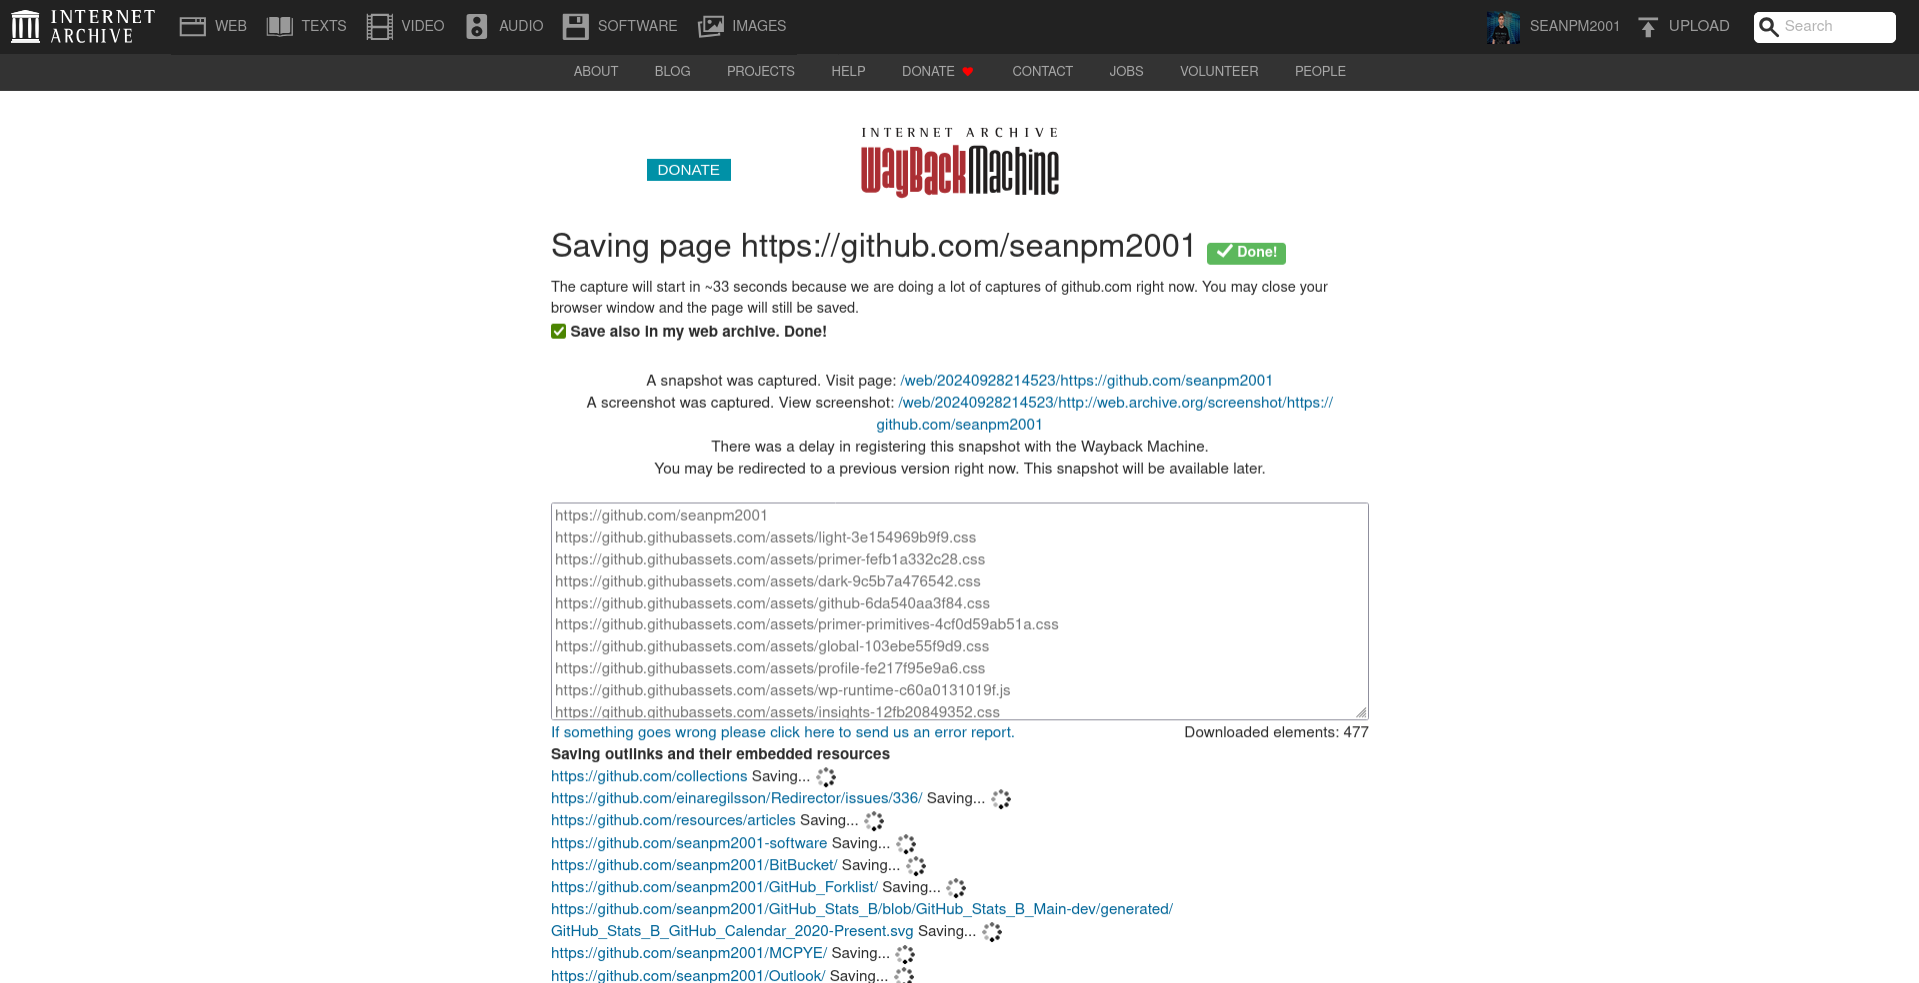 INTERNET ARCHIVE
WEB TEXTS VIDEO AUDIO SOFTWARE IMAGES SEANPM2001 UPLOAD Search
ABOUT BLOG PROJECTS HELP DONATE CONTACT JOBS VOLUNTEER PEOPLE
INTERNET ARCHIVE
WayBackMachine
DONATE
Saving page https://github.com/seanpm2001 Done!
The capture will start in ~33 seconds because we are doing a lot of captures of github.com right now. You may close your
browser window and the page will still be saved.
Save also in my web archive. Done!
A snapshot was captured. Visit page: /web/20240928214523/https://github.com/seanpm2001
A screenshot was captured. View screenshot: /web/20240928214523/http://web.archive.org/screenshot/https://
github.com/seanpm2001
There was a delay in registering this snapshot with the Wayback Machine.
You may be redirected to a previous version right now. This snapshot will be available later.
https://github.com/seanpm2001
https://github.githubassets.com/assets/light-3e154969b9f9.css
https://github.githubassets.com/assets/primer-fefb1a332c28.css
https://github.githubassets.com/assets/dark-9c5b7a476542.css
https://github.githubassets.com/assets/github-6da540aa3f84.css
https://github.githubassets.com/assets/primer-primitives-4cf0d59ab51a.css
https://github.githubassets.com/assets/global-103ebe55f9d9.css
https://github.githubassets.com/assets/profile-fe217f95e9a6.css
https://github.githubassets.com/assets/wp-runtime-c60a0131019f.js
https://github.githubassets.com/assets/insights-12fb20849352.css
If something goes wrong please click here to send us an error report. Downloaded elements: 477
Saving outlinks and their embedded resources
https://github.com/collections Saving...
https://github.com/einaregilsson/Redirector/issues/336/ Saving...
https://github.com/resources/articles Saving...
https://github.com/seanpm2001-software Saving...
https://github.com/seanpm2001/BitBucket/ Saving...
https://github.com/seanpm2001/GitHub_Forklist/ Saving...
https://github.com/seanpm2001/GitHub_Stats_B/blob/GitHub_Stats_B_Main-dev/generated/
GitHub_Stats_B_GitHub_Calendar_2020-Present.svg Saving...
https://github.com/seanpm2001/MCPYE/ Saving...
https://github.com/seanpm2001/Outlook/ Saving...